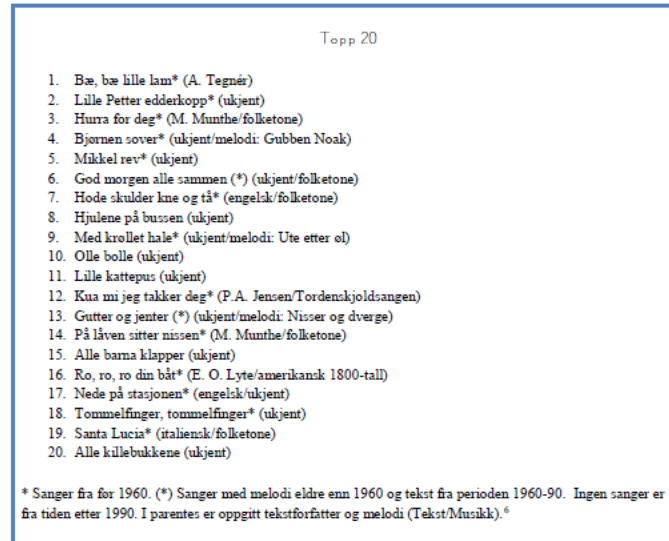 Topp 20
1. Bæ, bæ lille lam* (A. Tegnér)
2. Lille Petter edderkopp* (ukjent)
3. Hurra for deg* (M. Munthe/folketone)
4. Bjørnen sover* (ukjent/melodi: Gubben Noak)
5. Mikkel rev* (ukjent)
6. God morgen alle sammen (*) (ukjent/folketone)
7. Hode skulder kne og tå* (engelsk/folketone)
8. Hjulene på bussen (ukjent)
9. Med krøllet hale* (ukjent/melodi: Ute etter øl)
10. Olle bolle (ukjent)
11. Lille kattepus (ukjent)
12. Kua mi jeg takker deg* (P.A. Jensen/Tordenskjoldsangen)
13. Gutter og jenter (*) (ukjent/melodi: Nisser og dverge)
14. På låven sitter nissen* (M. Munthe/folketone)
15. Alle barna klapper (ukjent)
16. Ro, ro, ro din båt* (E. O. Lyte/amerikansk 1800-tall)
17. Nede på stasjonen* (engelsk/ukjent)
18. Tommelfinger, tommelfinger* (ukjent)
19. Santa Lucia* (italiensk/folketone)
20. Alle killebukkene (ukjent)
* Sanger fra før 1960. (*) Sanger med melodi eldre enn 1960 og tekst fra perioden 1960-90. Ingen sanger er
fra tiden etter 1990. I parentes er oppgitt tekstforfatter og melodi (Tekst/Musikk).⁶